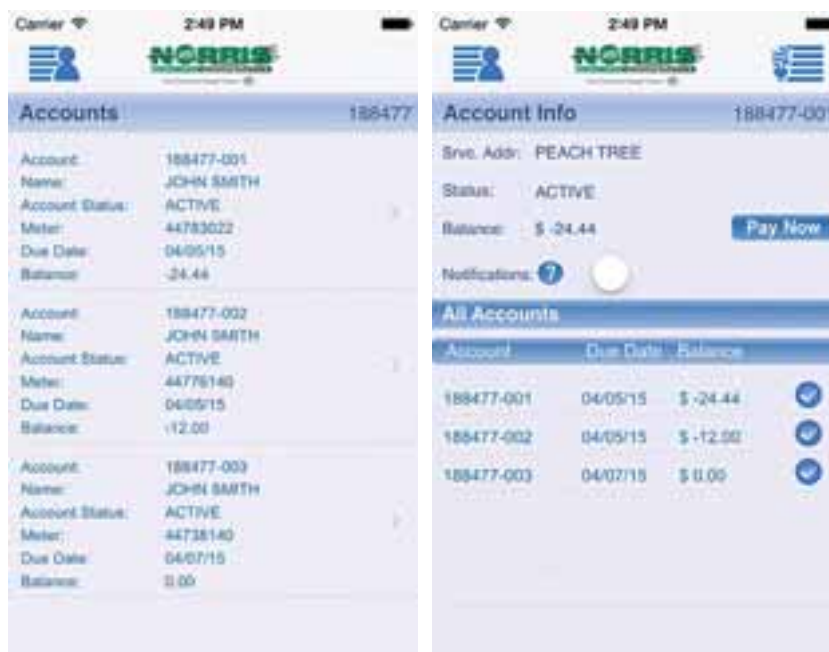 Carrier 2:49 PM
NORRIS
Accounts 188477
Account: 188477-001
Name: JOHN SMITH
Account Status: ACTIVE
Meter: 44783022
Due Date: 04/05/15
Balance: -24.44
Account: 188477-002
Name: JOHN SMITH
Account Status: ACTIVE
Meter: 44776140
Due Date: 04/05/15
Balance: -12.00
Account: 188477-003
Name: JOHN SMITH
Account Status: ACTIVE
Meter: 44738140
Due Date: 04/07/15
Balance: 0.00
Carrier 2:49 PM
NORRIS
Account Info 188477-001
Srvc. Addr: PEACH TREE
Status: ACTIVE
Balance: $ -24.44 Pay Now
Notifications: ?
All Accounts
Account Due Date Balance
188477-001 04/05/15 $ -24.44
188477-002 04/05/15 $ -12.00
188477-003 04/07/15 $ 0.00